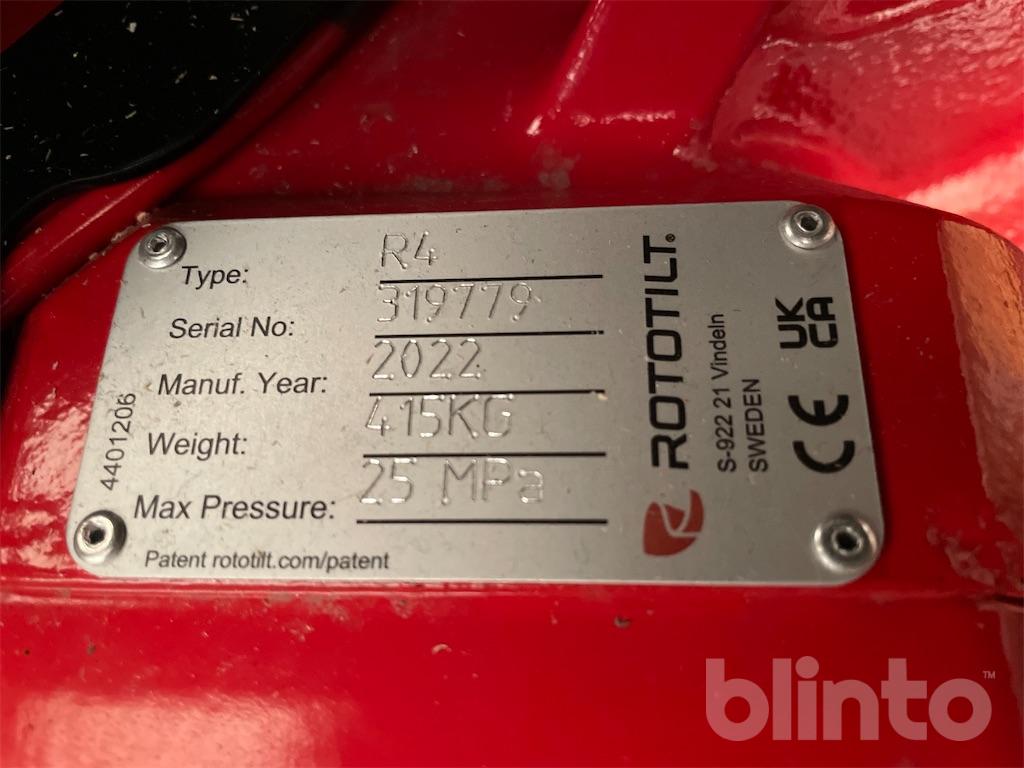 Type: R4
Serial No: 319779
Manuf. Year: 2022
Weight: 415KG
Max Pressure: 25 MPa
Patent rototilt.com/patent
4401206
ROTOTILT®
S-922 21 Vindeln
SWEDEN
UK
CA
CE
blinto™